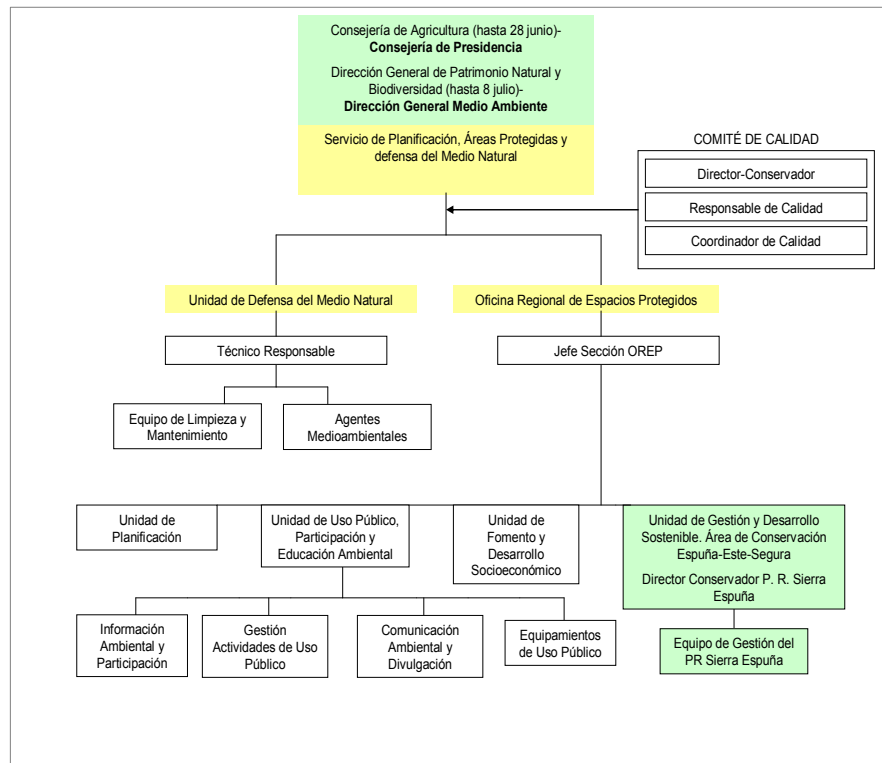 Consejería de Agricultura (hasta 28 junio)-
Consejería de Presidencia
Dirección General de Patrimonio Natural y
Biodiversidad (hasta 8 julio)-
Dirección General Medio Ambiente
Servicio de Planificación, Áreas Protegidas y
defensa del Medio Natural
COMITÉ DE CALIDAD
Director-Conservador
Responsable de Calidad
Coordinador de Calidad
Unidad de Defensa del Medio Natural
Oficina Regional de Espacios Protegidos
Técnico Responsable
Jefe Sección OREP
Equipo de Limpieza y
Mantenimiento
Agentes
Medioambientales
Unidad de
Planificación
Unidad de Uso Público,
Participación y
Educación Ambiental
Unidad de
Fomento y
Desarrollo
Socioeconómico
Unidad de Gestión y Desarrollo
Sostenible. Área de Conservación
Espuña-Este-Segura
Director Conservador P. R. Sierra
Espuña
Información
Ambiental y
Participación
Gestión
Actividades de Uso
Público
Comunicación
Ambiental y
Divulgación
Equipamientos
de Uso Público
Equipo de Gestión del
PR Sierra Espuña